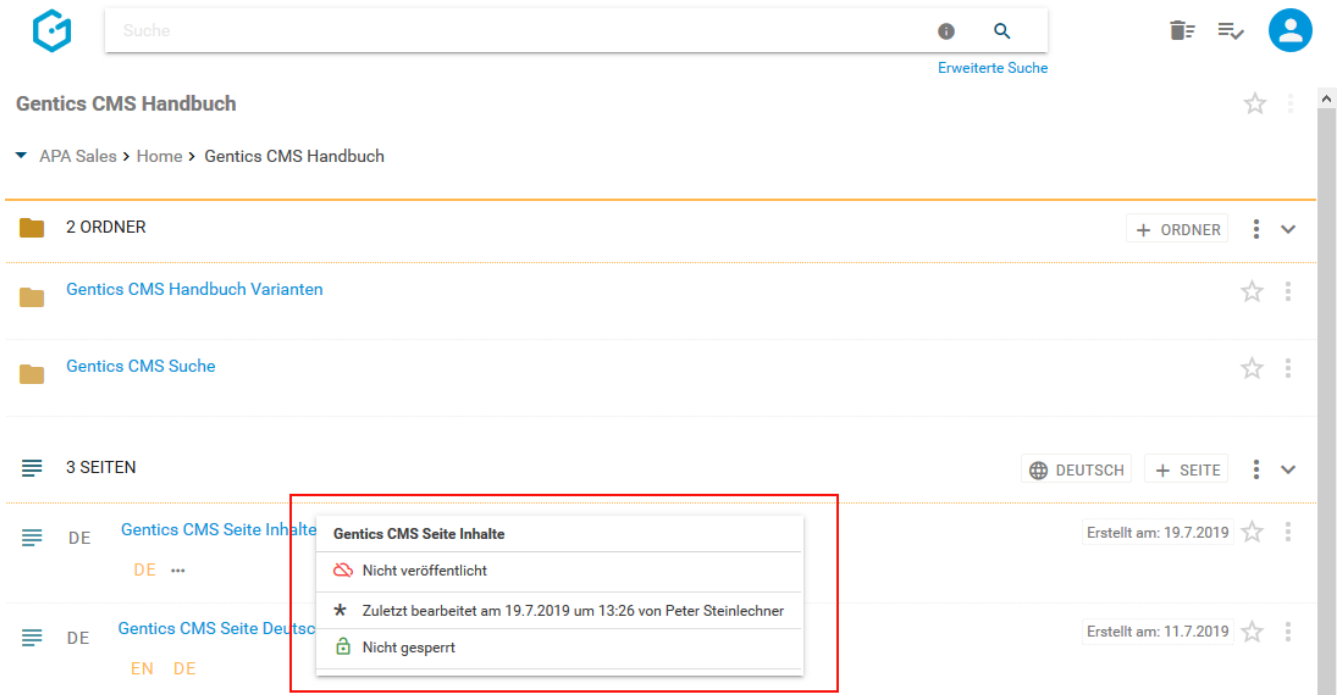 Suche
Erweiterte Suche
Gentics CMS Handbuch
APA Sales > Home > Gentics CMS Handbuch
2 ORDNER
+ ORDNER
Gentics CMS Handbuch Varianten
Gentics CMS Suche
3 SEITEN
DEUTSCH
+ SEITE
DE
Gentics CMS Seite Inhalte
Erstellt am: 19.7.2019
DE ...
Gentics CMS Seite Inhalte
Nicht veröffentlicht
* Zuletzt bearbeitet am 19.7.2019 um 13:26 von Peter Steinlechner
Nicht gesperrt
DE
Gentics CMS Seite Deutsc
Erstellt am: 11.7.2019
EN DE